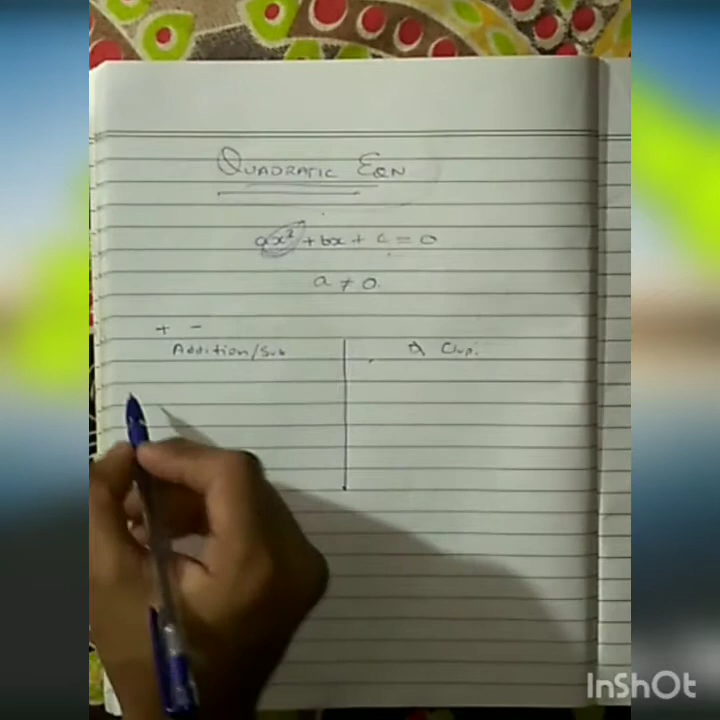 QUADRATIC EQN
ax² + bx + c = 0
a ≠ 0.
+ −
Addition/Sub
InShOt